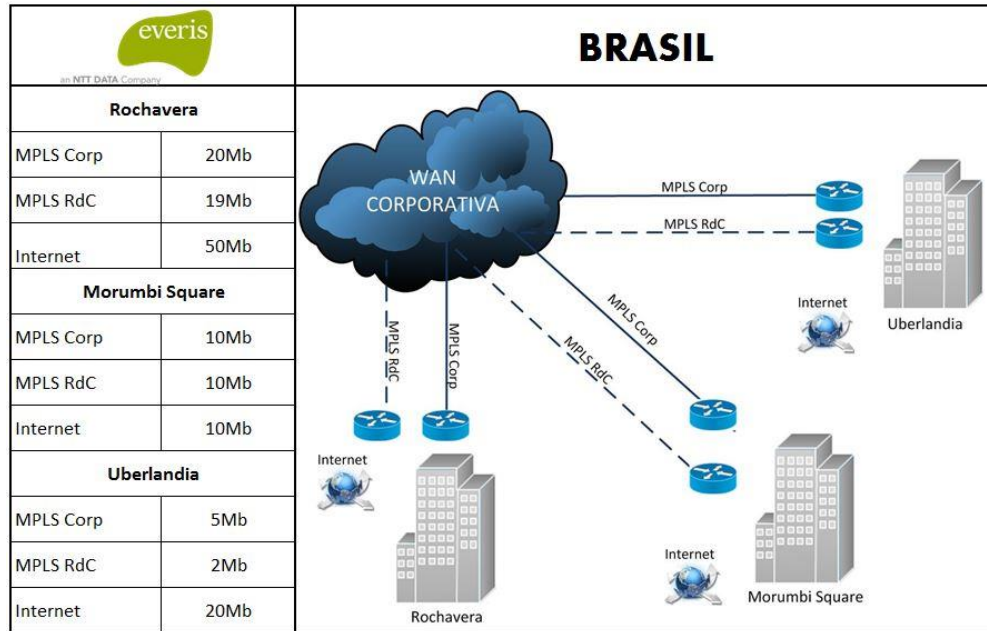 everis
an NTT DATA Company
BRASIL
Rochavera
MPLS Corp 20Mb
MPLS RdC 19Mb
Internet 50Mb
Morumbi Square
MPLS Corp 10Mb
MPLS RdC 10Mb
Internet 10Mb
Uberlandia
MPLS Corp 5Mb
MPLS RdC 2Mb
Internet 20Mb
WAN
CORPORATIVA
MPLS Corp
MPLS RdC
Internet
Uberlandia
MPLS RdC
MPLS Corp
MPLS RdC
MPLS Corp
Internet
Rochavera
Internet
Morumbi Square